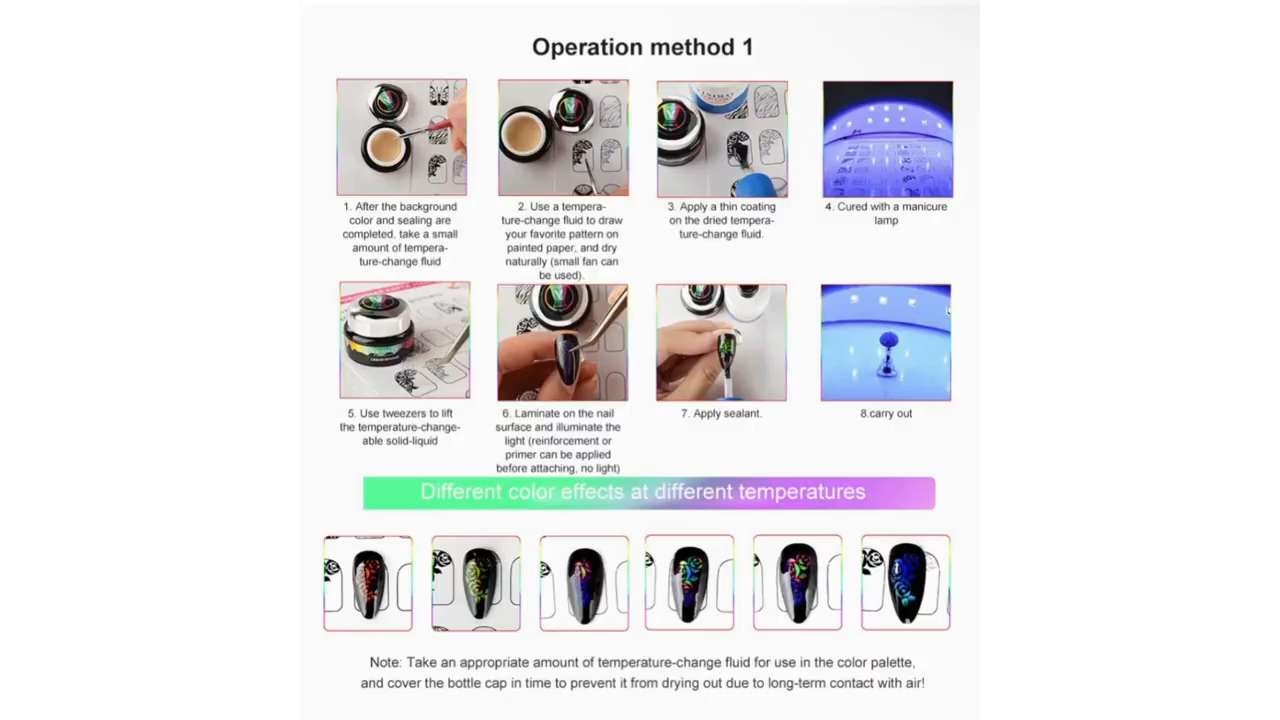 Operation method 1
1. After the background
color and sealing are
completed, take a small
amount of tempera-
ture-change fluid
2. Use a tempera-
ture-change fluid to draw
your favorite pattern on
painted paper, and dry
naturally (small fan can
be used).
3. Apply a thin coating
on the dried tempera-
ture-change fluid.
4. Cured with a manicure
lamp
5. Use tweezers to lift
the temperature-change-
able solid-liquid
6. Laminate on the nail
surface and illuminate the
light (reinforcement or
primer can be applied
before attaching, no light)
7. Apply sealant.
8.carry out
Different color effects at different temperatures
Note: Take an appropriate amount of temperature-change fluid for use in the color palette,
and cover the bottle cap in time to prevent it from drying out due to long-term contact with air!